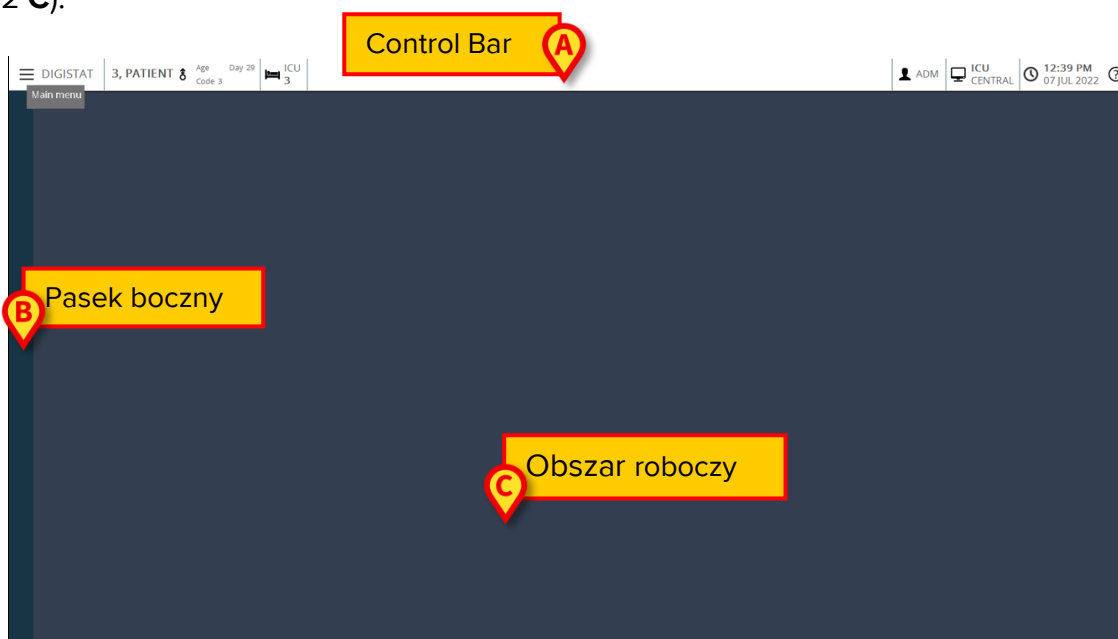 2 C).
Control Bar A
DIGISTAT 3, PATIENT Age Day 29 ICU ADM ICU 12:39 PM
Code 3 3 CENTRAL 07 JUL 2022
Main menu
Pasek boczny
B
Obszar roboczy
C